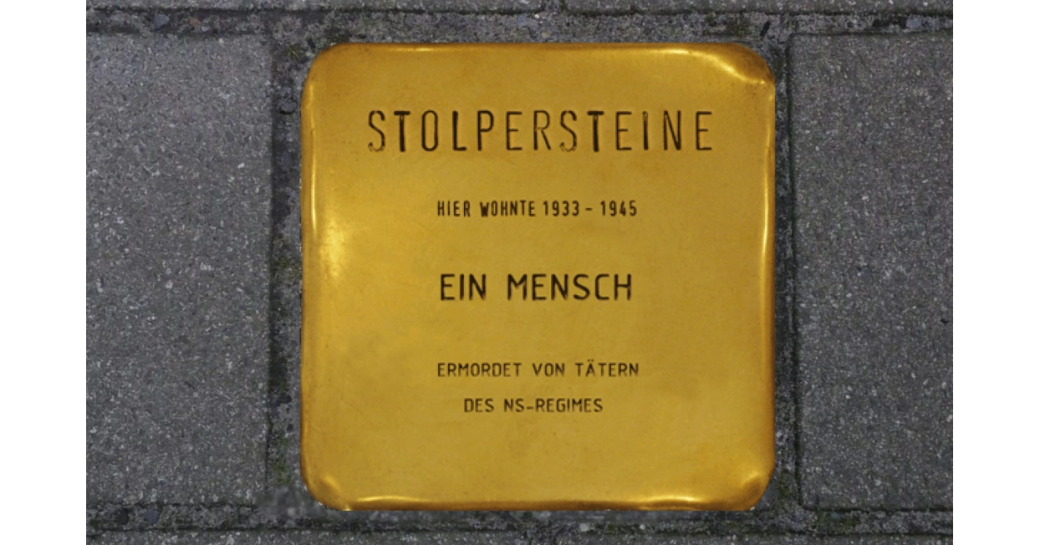 STOLPERSTEINE
HIER WOHNTE 1933 - 1945
EIN MENSCH
ERMORDET VON TÄTERN
DES NS-REGIMES